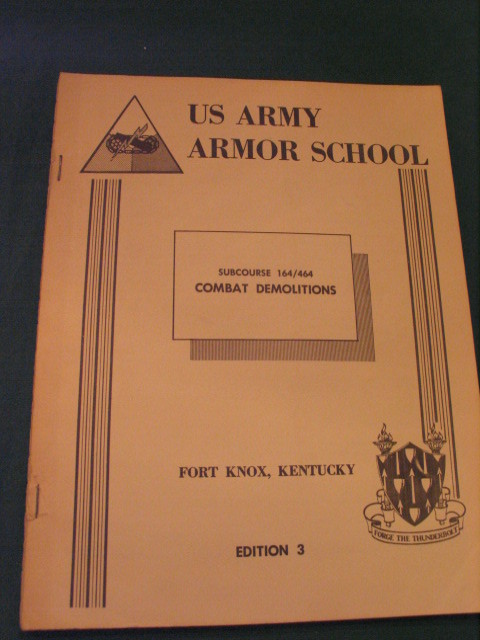 US ARMY
ARMOR SCHOOL
SUBCOURSE 164/464
COMBAT DEMOLITIONS
FORT KNOX, KENTUCKY
FORGE THE THUNDERBOLT
EDITION 3